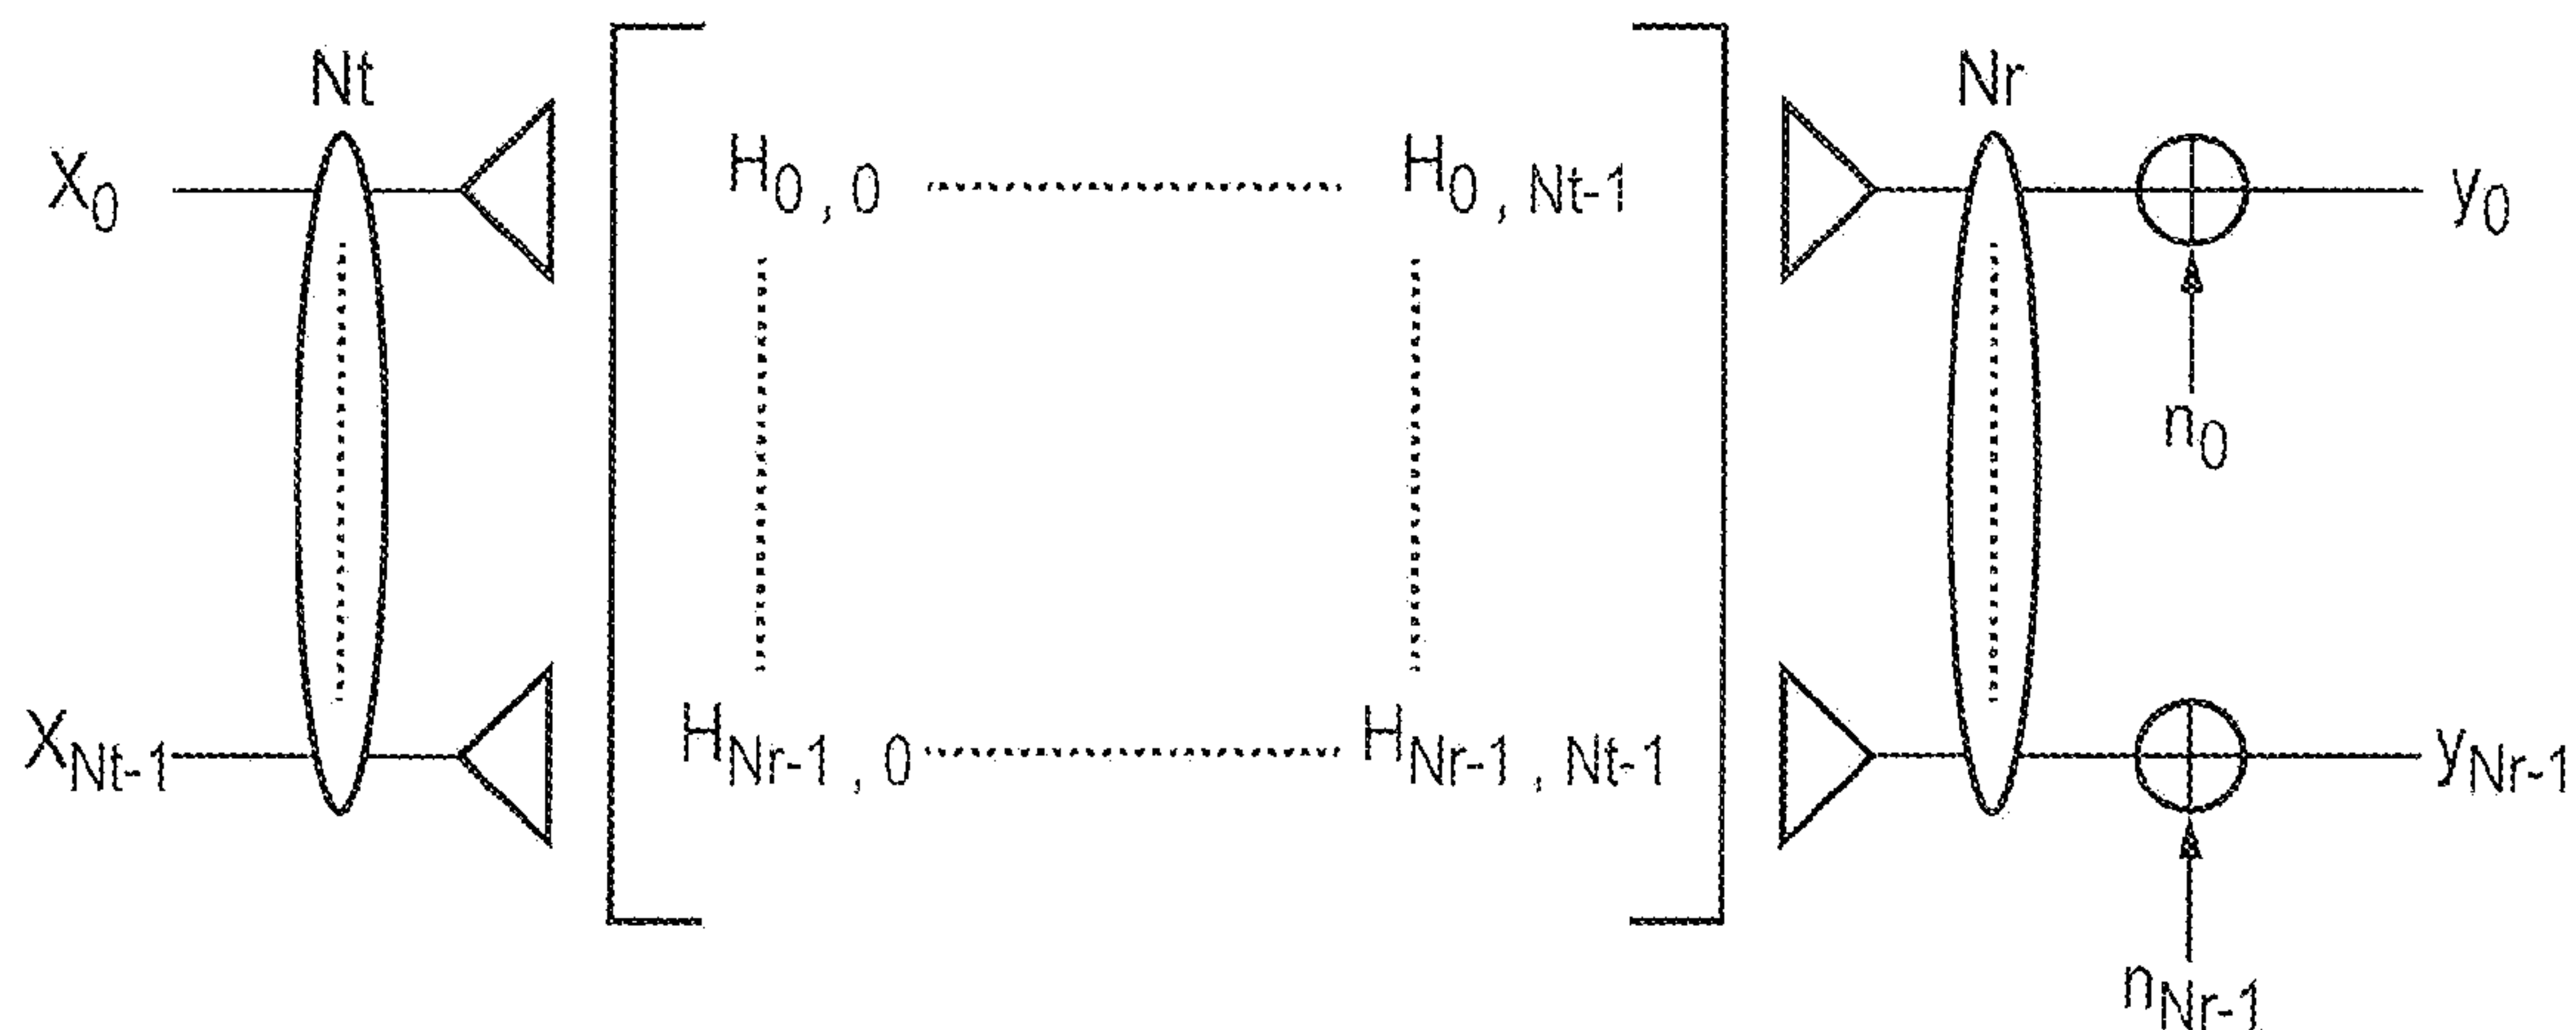 Nt Nr
X0 H0 , 0 H0 , Nt-1 y0
n0
XNt-1 HNr-1 , 0 HNr-1 , Nt-1 yNr-1
nNr-1